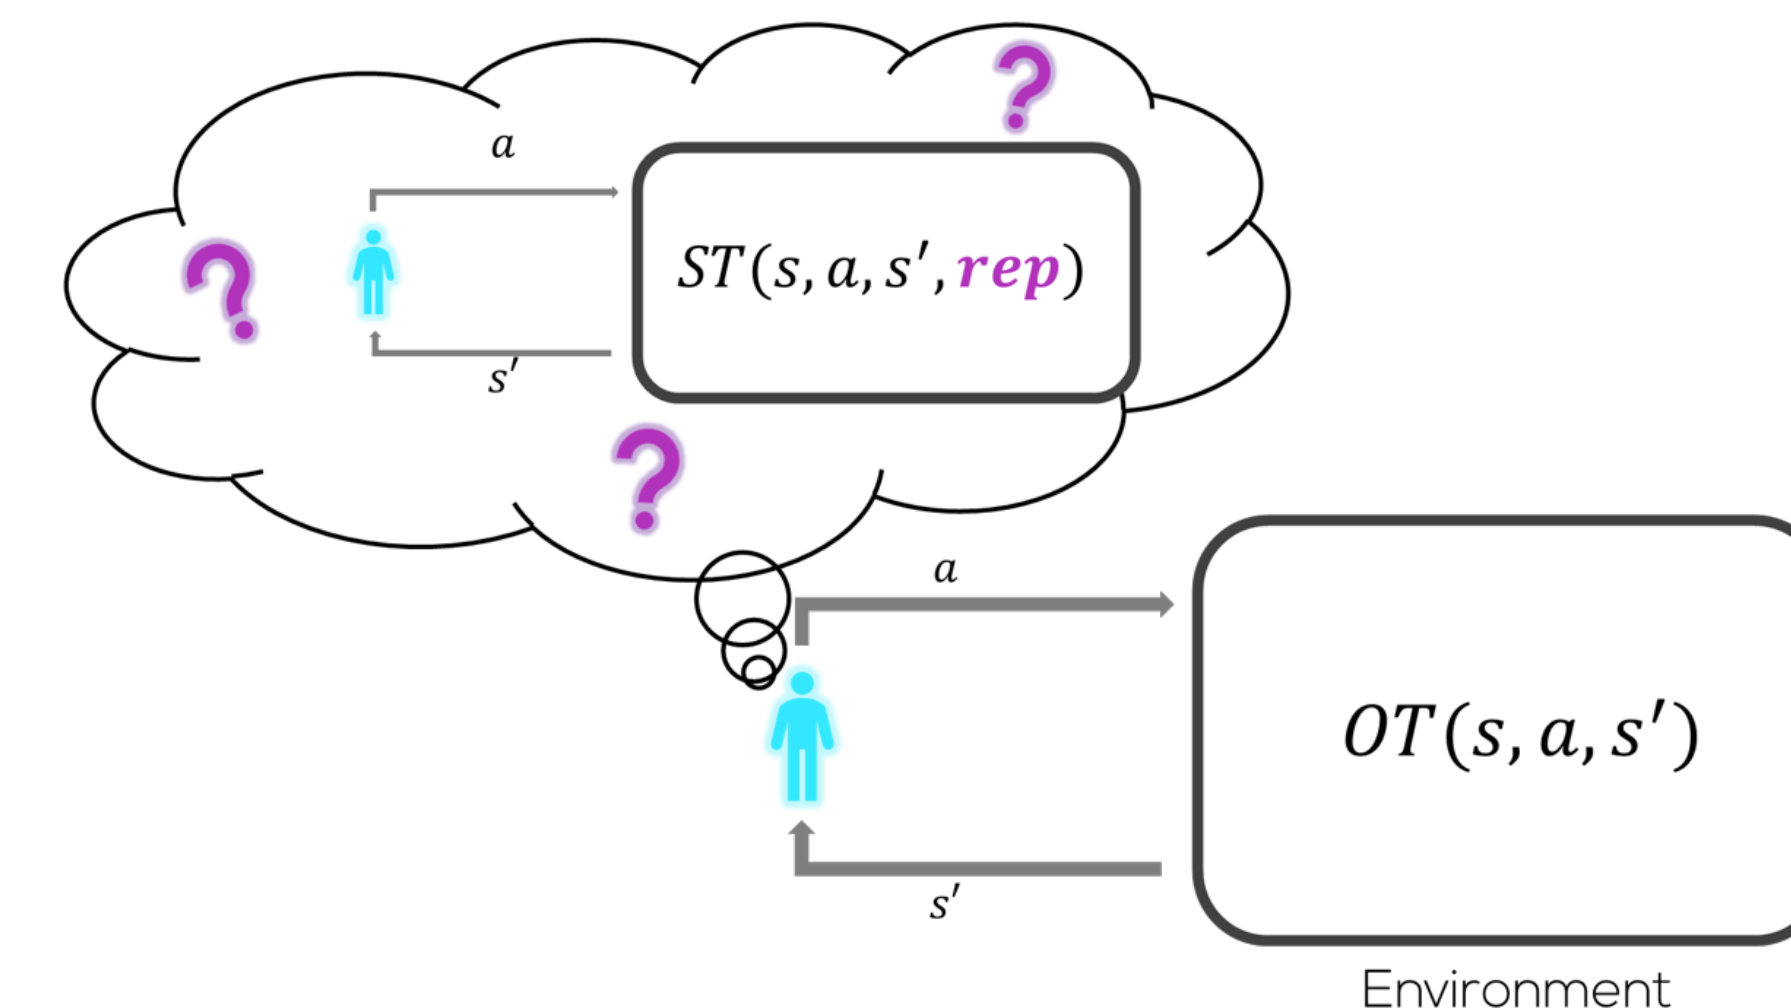 ?
a
ST(s, a, s′, rep)
?
s′
?
a
OT(s, a, s′)
s′
Environment